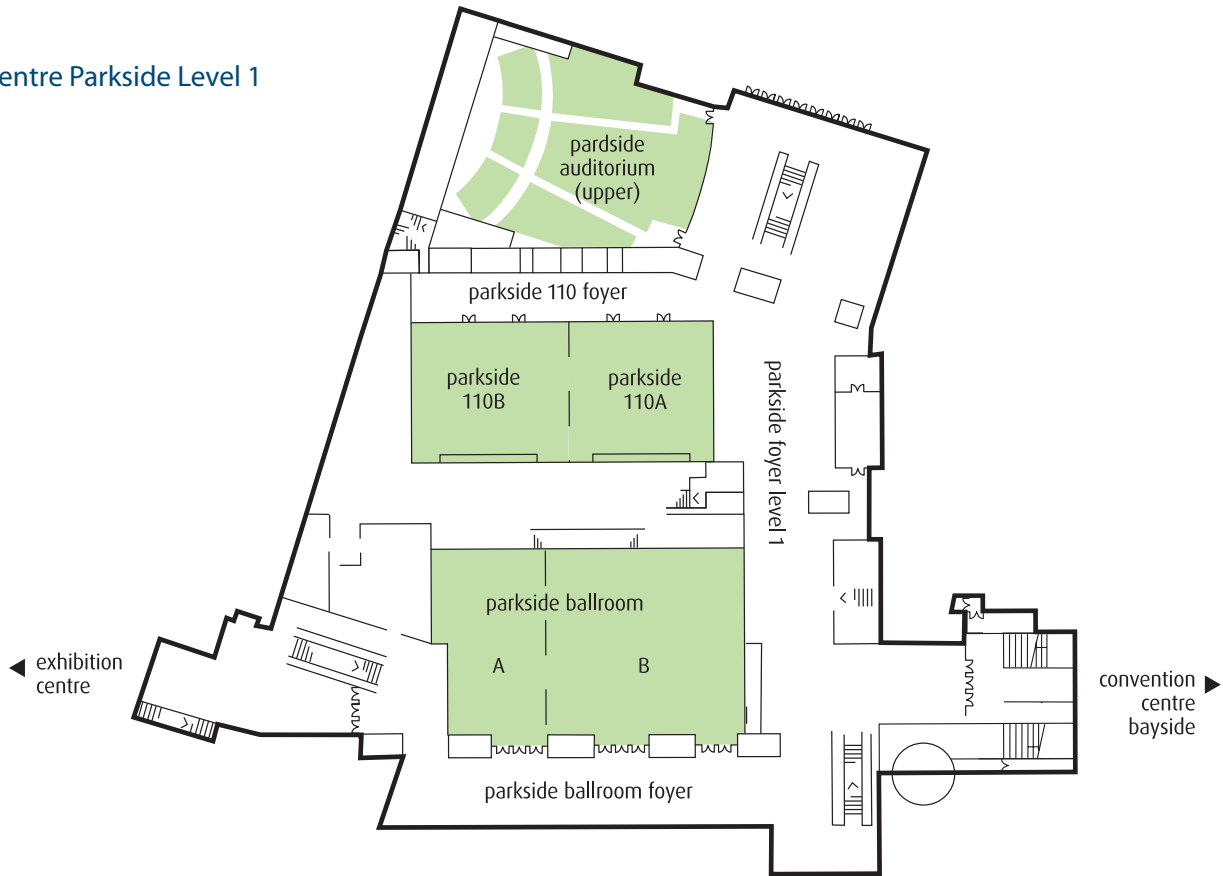 entre Parkside Level 1
pardside
auditorium
(upper)
parkside 110 foyer
parkside
110B
parkside
110A
parkside foyer level 1
parkside ballroom
A
B
exhibition
centre
convention
centre
bayside
parkside ballroom foyer